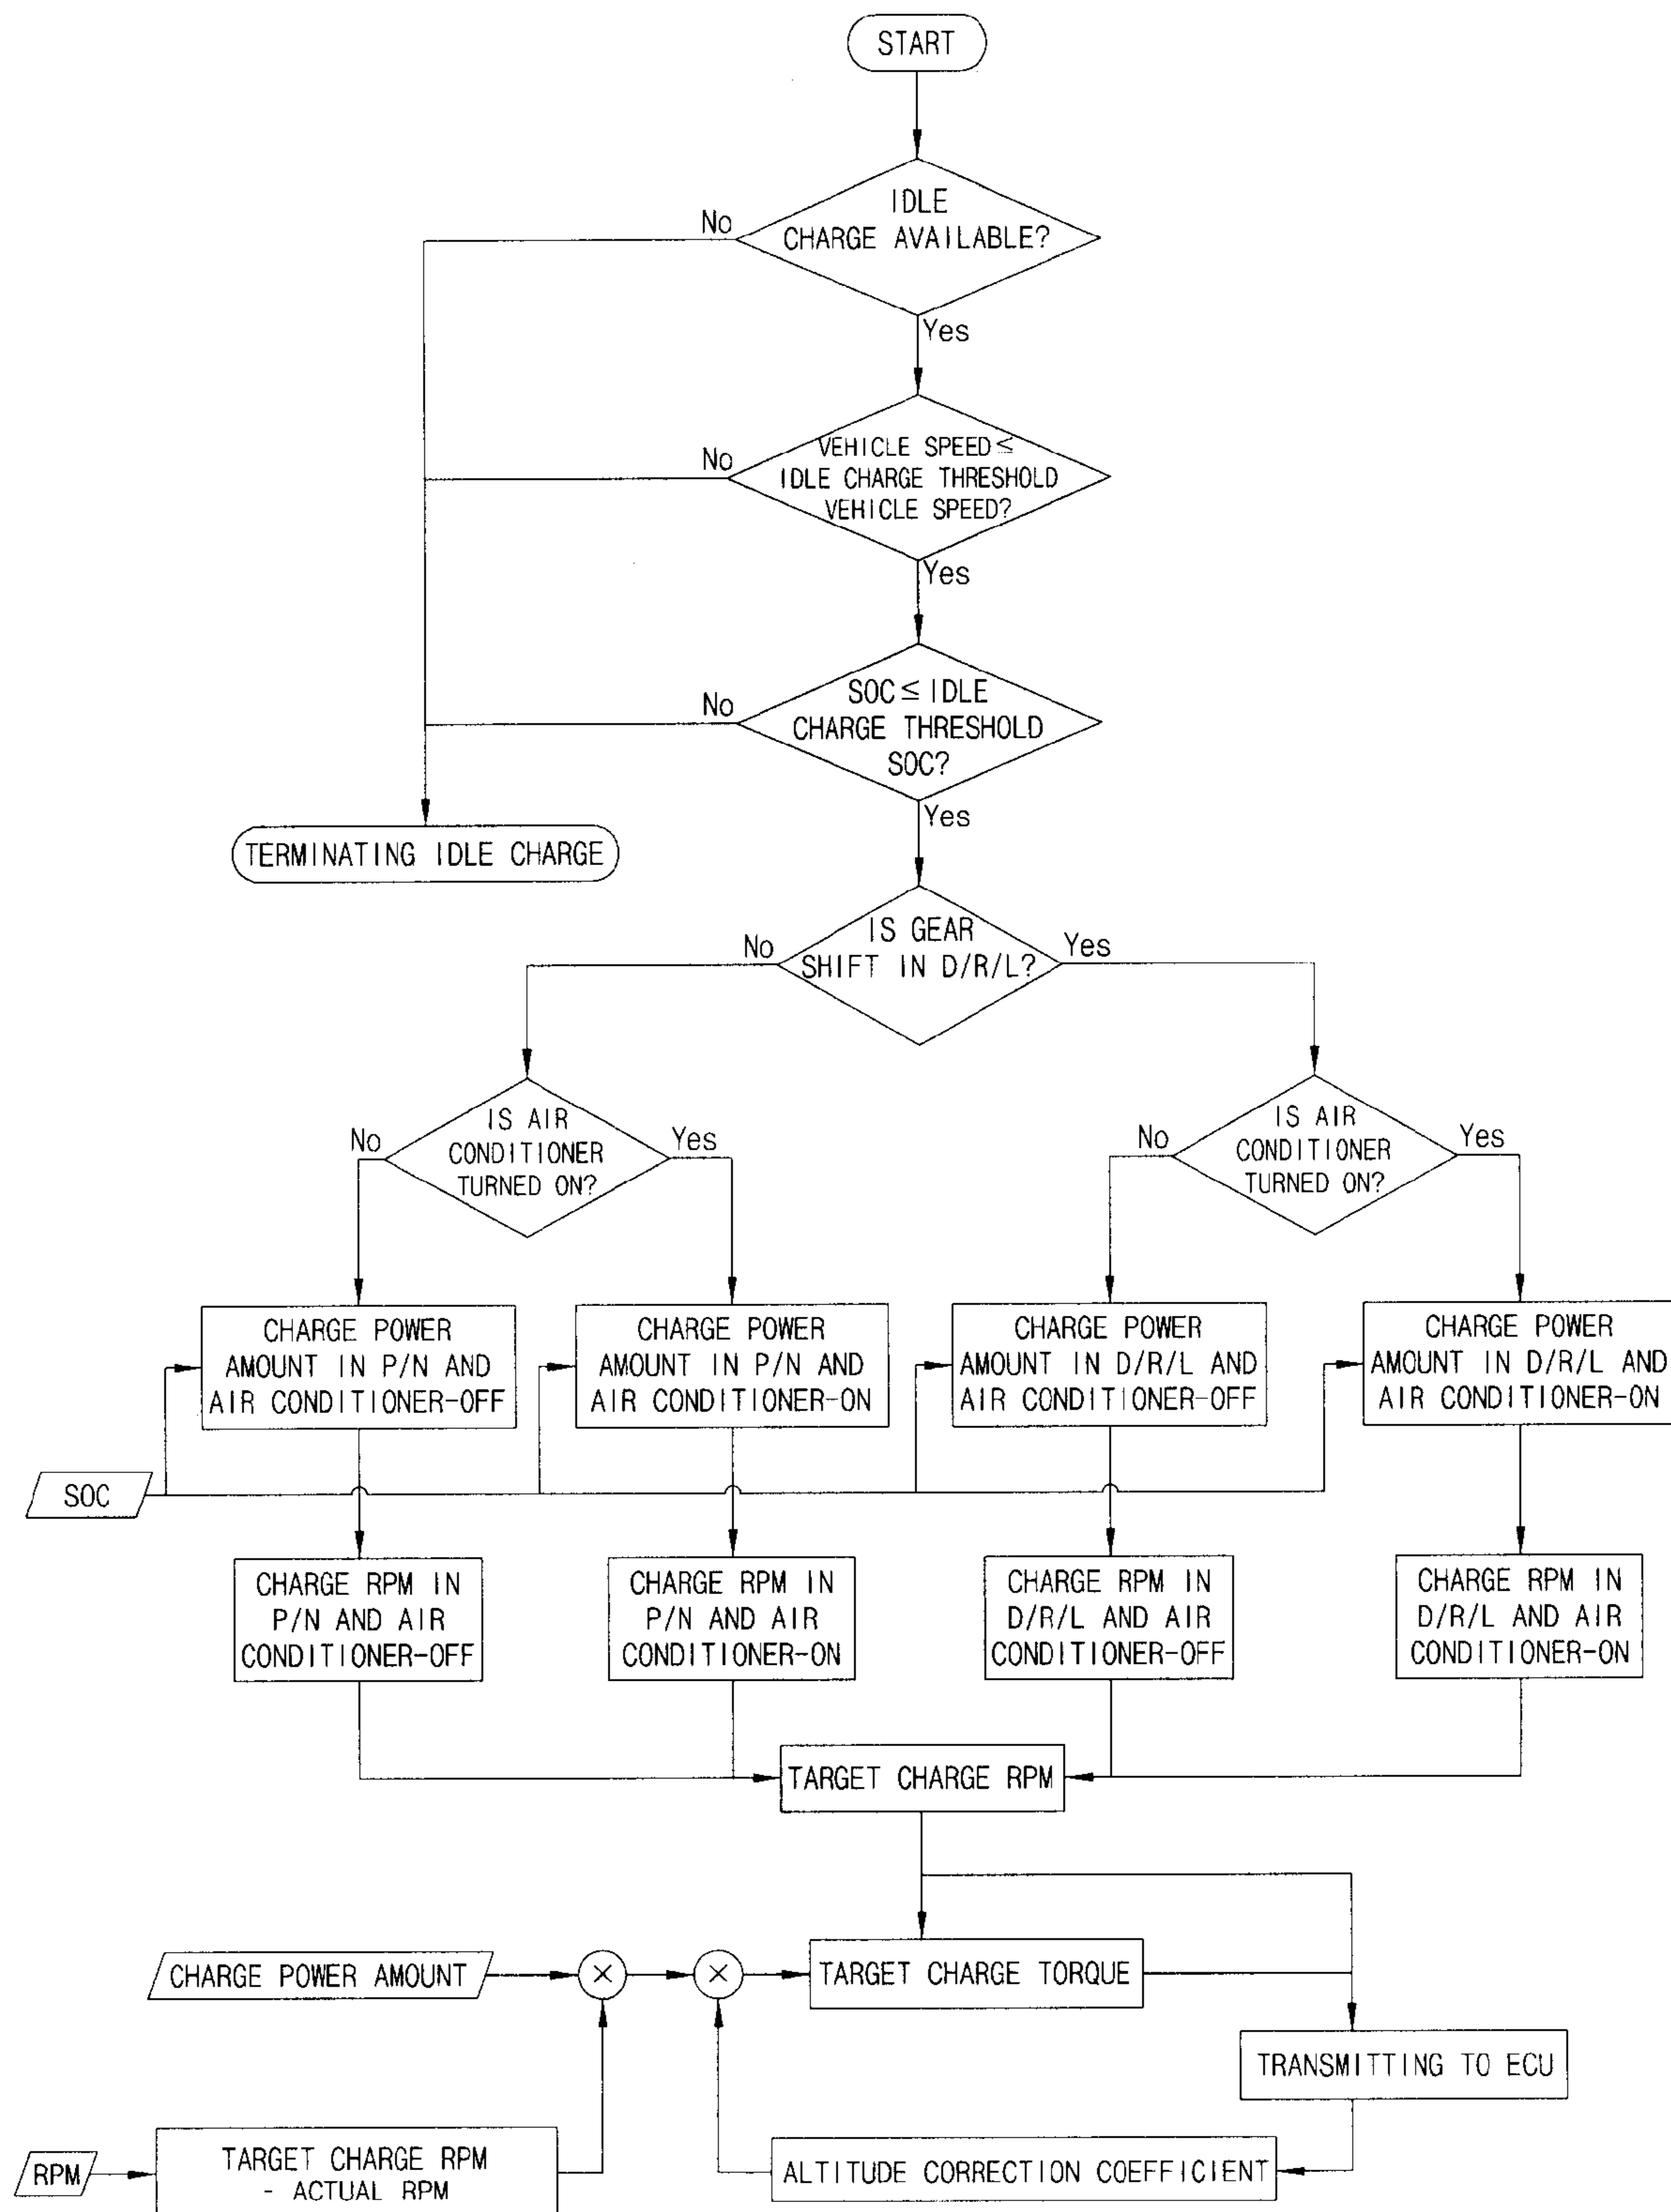 START
IDLE
CHARGE AVAILABLE?
No
Yes
VEHICLE SPEED≤
IDLE CHARGE THRESHOLD
VEHICLE SPEED?
No
Yes
SOC≤IDLE
CHARGE THRESHOLD
SOC?
No
Yes
TERMINATING IDLE CHARGE
IS GEAR
SHIFT IN D/R/L?
No
Yes
IS AIR
CONDITIONER
TURNED ON?
No
Yes
IS AIR
CONDITIONER
TURNED ON?
No
Yes
CHARGE POWER
AMOUNT IN P/N AND
AIR CONDITIONER-OFF
CHARGE POWER
AMOUNT IN P/N AND
AIR CONDITIONER-ON
CHARGE POWER
AMOUNT IN D/R/L AND
AIR CONDITIONER-OFF
CHARGE POWER
AMOUNT IN D/R/L AND
AIR CONDITIONER-ON
SOC
CHARGE RPM IN
P/N AND AIR
CONDITIONER-OFF
CHARGE RPM IN
P/N AND AIR
CONDITIONER-ON
CHARGE RPM IN
D/R/L AND AIR
CONDITIONER-OFF
CHARGE RPM IN
D/R/L AND AIR
CONDITIONER-ON
TARGET CHARGE RPM
CHARGE POWER AMOUNT
×
×
TARGET CHARGE TORQUE
TRANSMITTING TO ECU
RPM
TARGET CHARGE RPM
- ACTUAL RPM
ALTITUDE CORRECTION COEFFICIENT